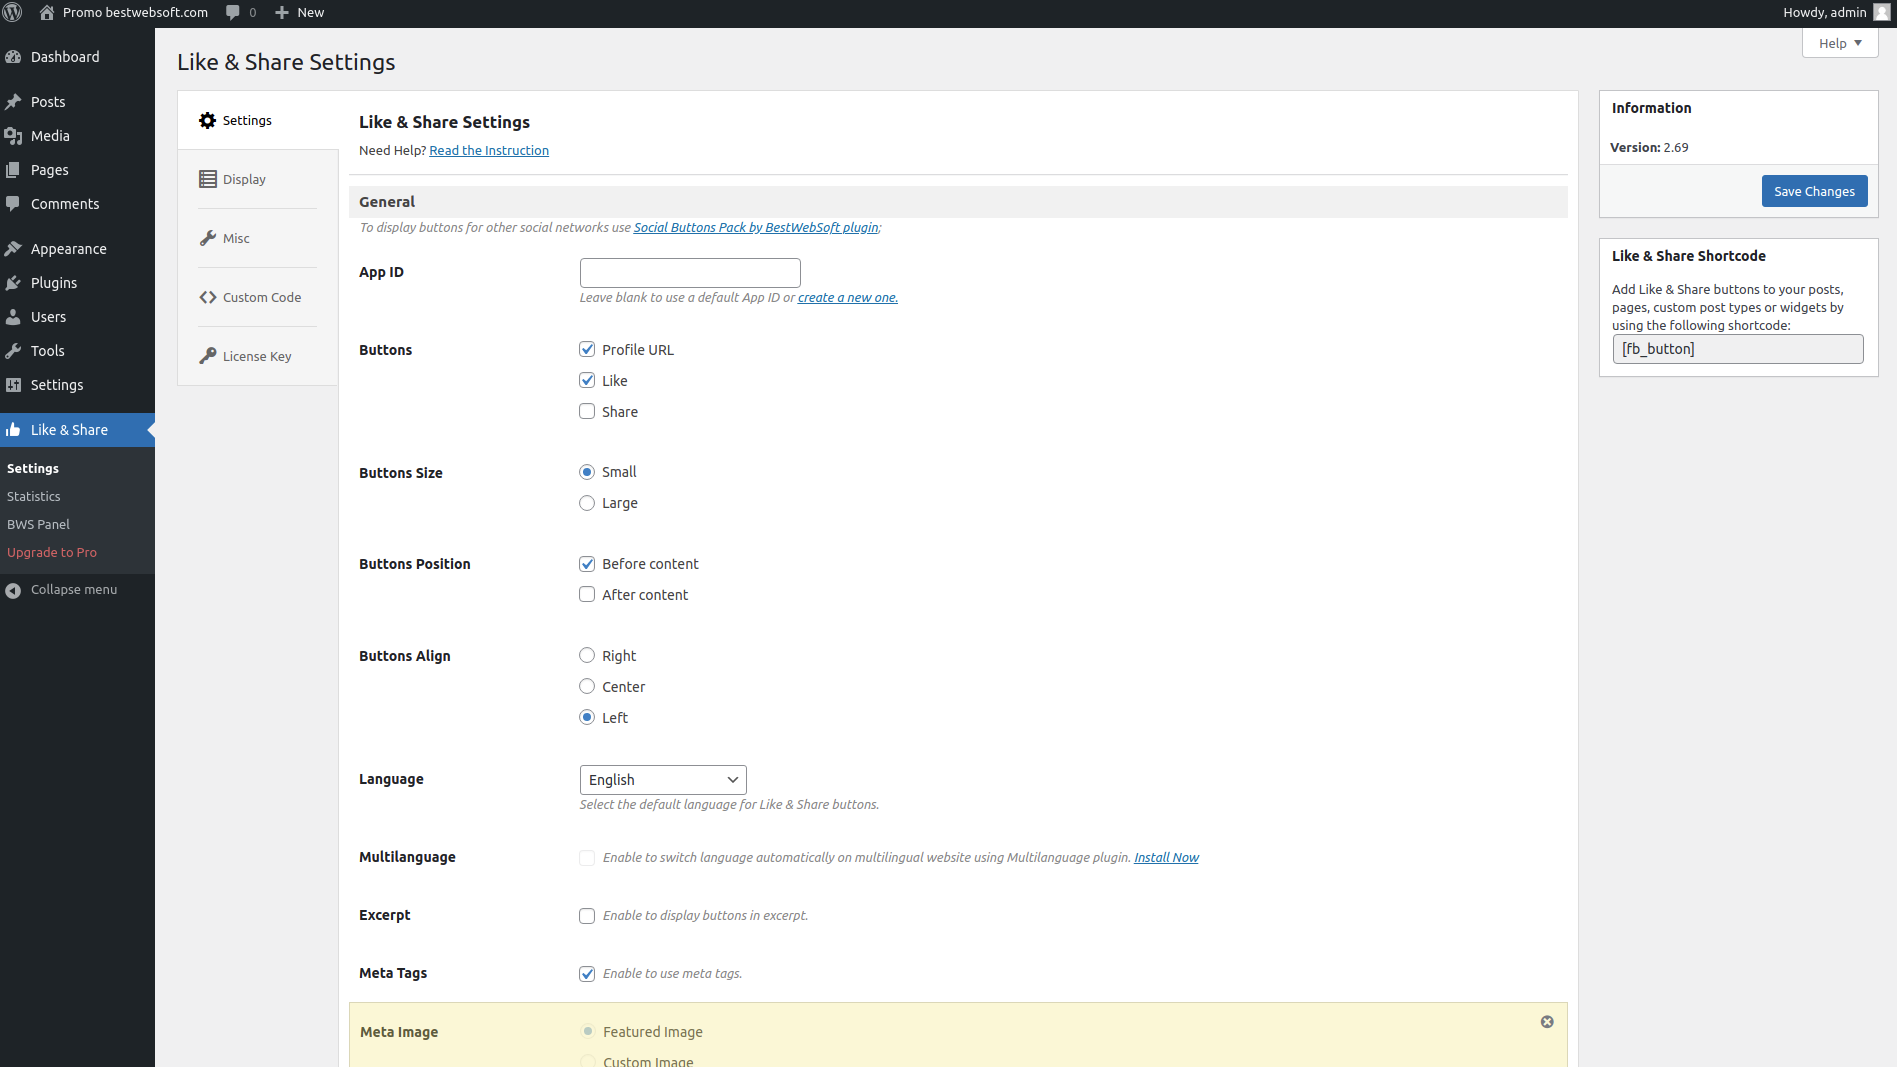 Promo bestwebsoft.com 0 New Howdy, admin
Help
Dashboard
Posts
Media
Pages
Comments
Appearance
Plugins
Users
Tools
Settings
Like & Share
Settings
Statistics
BWS Panel
Upgrade to Pro
Collapse menu
Like & Share Settings
Settings
Display
Misc
Custom Code
License Key
Like & Share Settings
Need Help? Read the Instruction
General
To display buttons for other social networks use Social Buttons Pack by BestWebSoft plugin;
App ID
Leave blank to use a default App ID or create a new one.
Buttons
Profile URL
Like
Share
Buttons Size
Small
Large
Buttons Position
Before content
After content
Buttons Align
Right
Center
Left
Language
English
Select the default language for Like & Share buttons.
Multilanguage
Enable to switch language automatically on multilingual website using Multilanguage plugin. Install Now
Excerpt
Enable to display buttons in excerpt.
Meta Tags
Enable to use meta tags.
Meta Image
Featured Image
Custom Image
Information
Version: 2.69
Save Changes
Like & Share Shortcode
Add Like & Share buttons to your posts,
pages, custom post types or widgets by
using the following shortcode:
[fb_button]